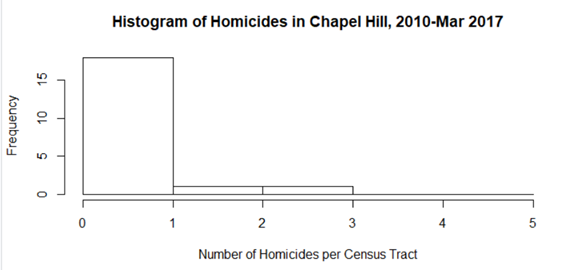 Histogram of Homicides in Chapel Hill, 2010-Mar 2017
Frequency
15
10
5
0
0 1 2 3 4 5
Number of Homicides per Census Tract